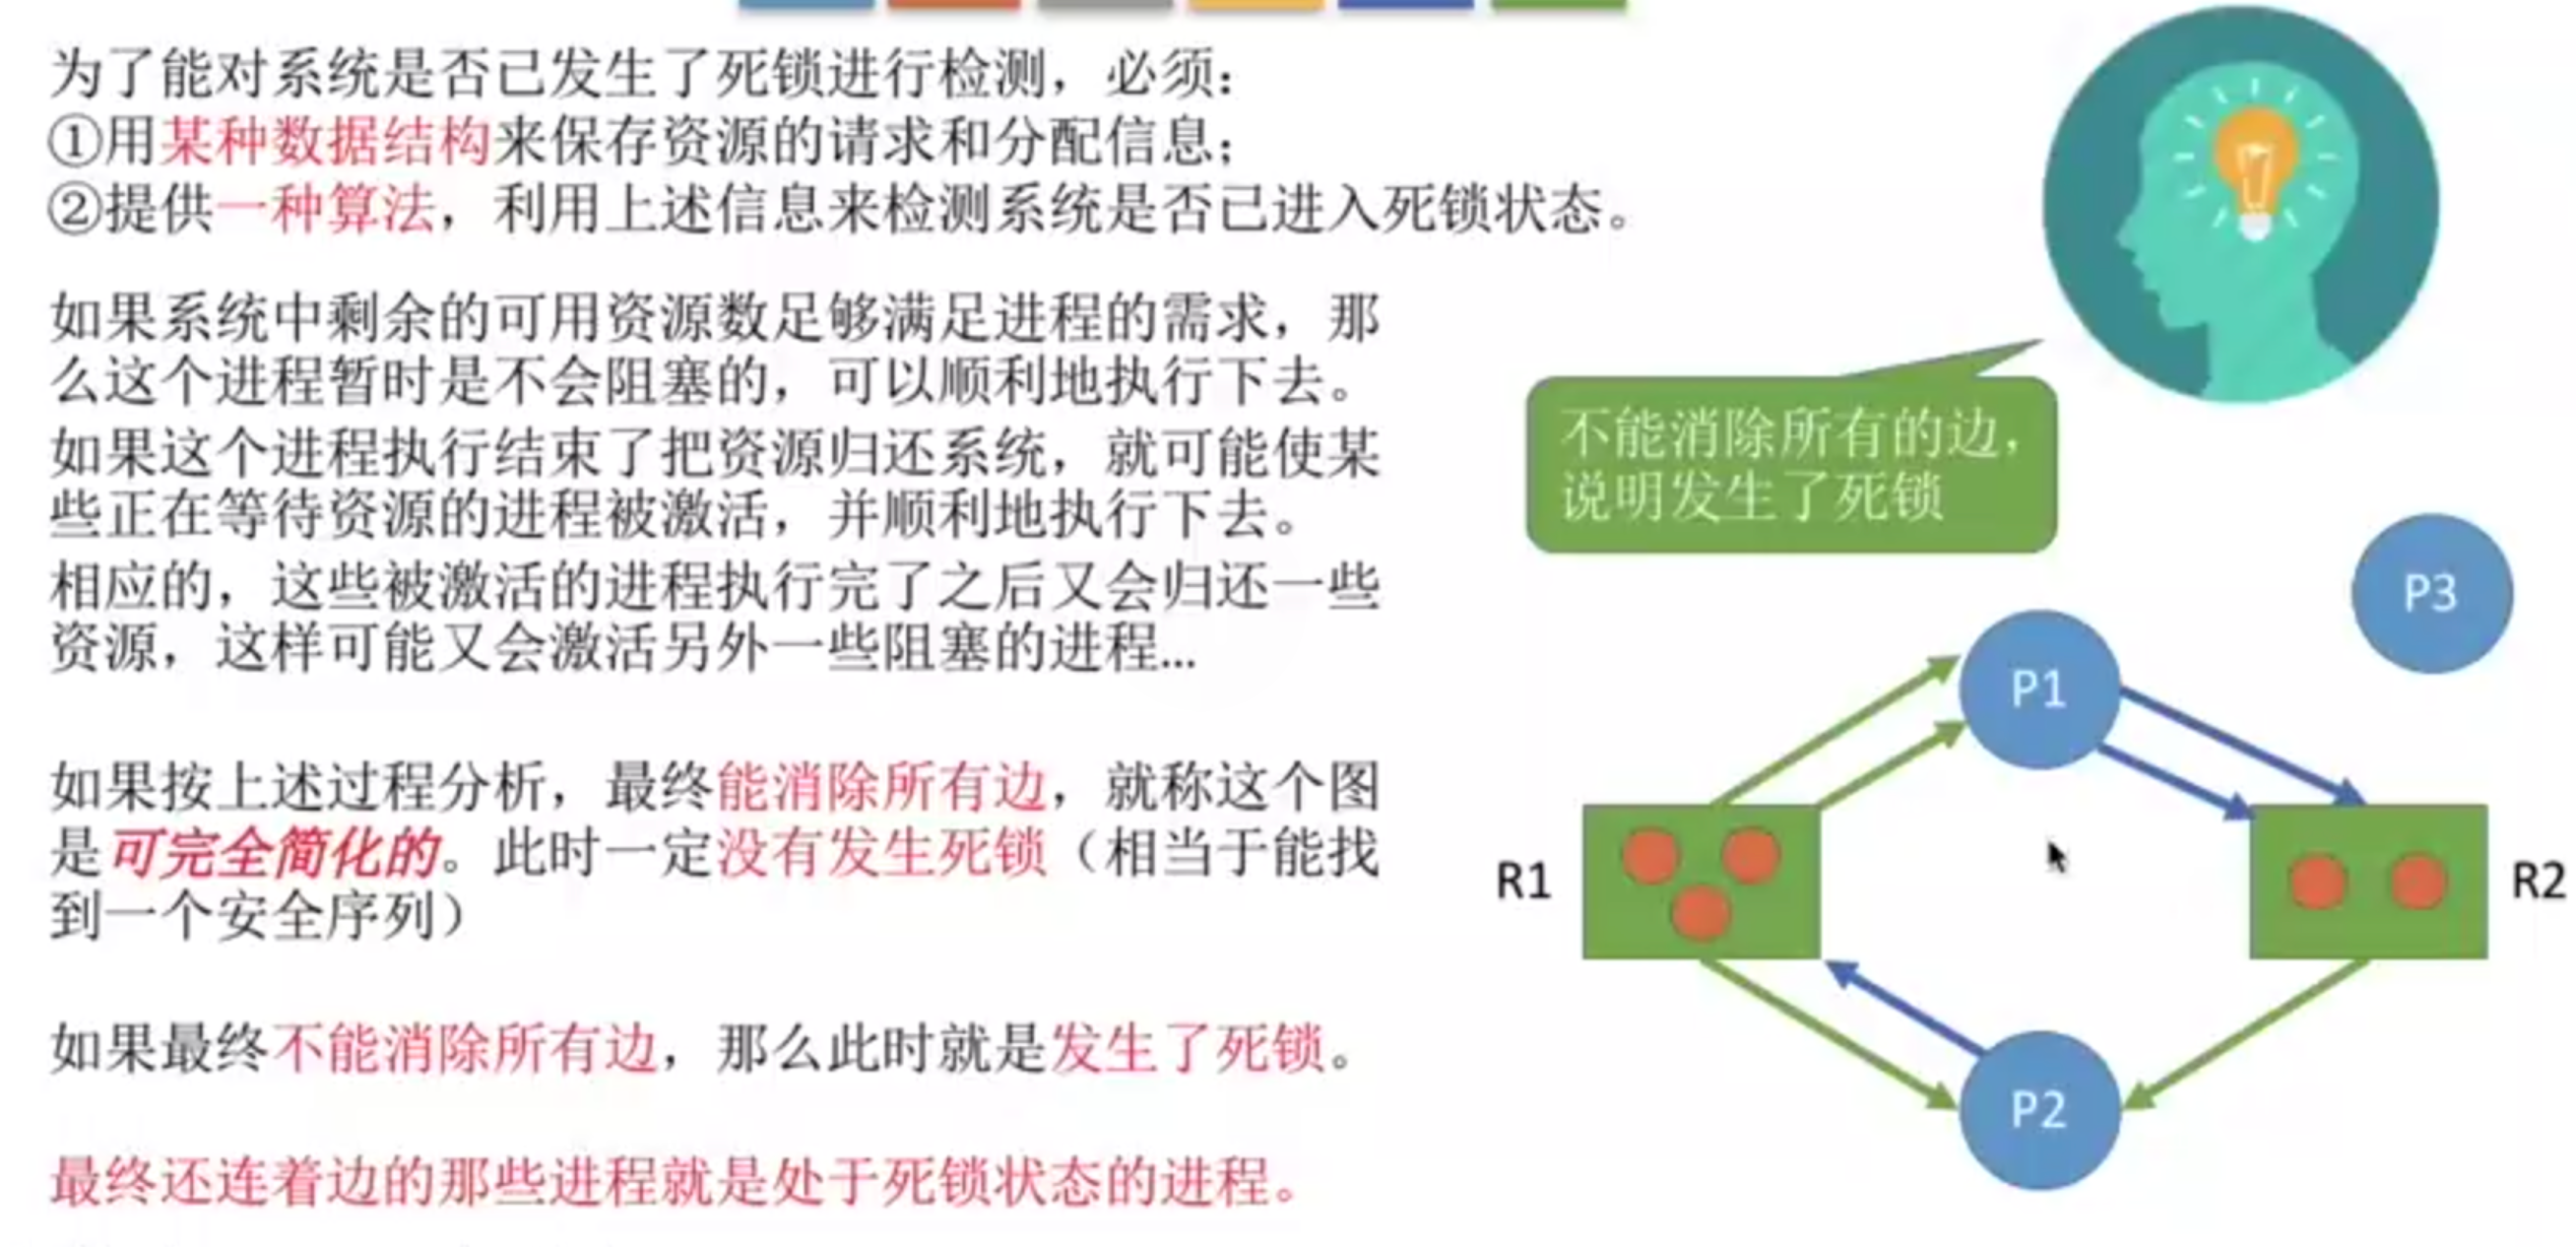 为了能对系统是否已发生了死锁进行检测，必须：
①用某种数据结构来保存资源的请求和分配信息；
②提供一种算法，利用上述信息来检测系统是否已进入死锁状态。
如果系统中剩余的可用资源数足够满足进程的需求，那
么这个进程暂时是不会阻塞的，可以顺利地执行下去。
如果这个进程执行结束了把资源归还系统，就可能使某
些正在等待资源的进程被激活，并顺利地执行下去。
相应的，这些被激活的进程执行完了之后又会归还一些
资源，这样可能又会激活另外一些阻塞的进程...
如果按上述过程分析，最终能消除所有边，就称这个图
是可完全简化的。此时一定没有发生死锁（相当于能找
到一个安全序列）
如果最终不能消除所有边，那么此时就是发生了死锁。
最终还连着边的那些进程就是处于死锁状态的进程。
不能消除所有的边，
说明发生了死锁
P3
P1
R1
R2
P2